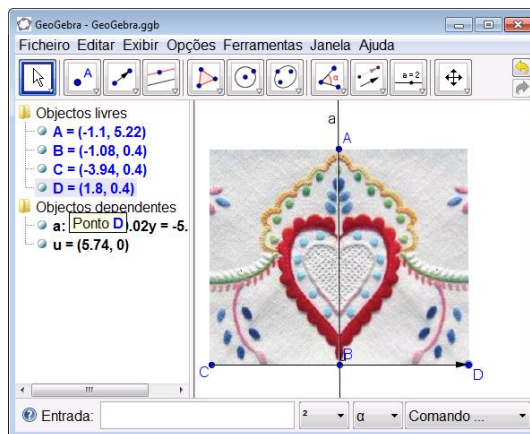 GeoGebra - GeoGebra.ggb
Ficheiro Editar Exibir Opções Ferramentas Janela Ajuda
A
α
a=2
Objectos livres
A = (-1.1, 5.22)
B = (-1.08, 0.4)
C = (-3.94, 0.4)
D = (1.8, 0.4)
Objectos dependentes
a: Ponto D .02y = -5.
u = (5.74, 0)
a
A
B
C
D
Entrada:
²
α
Comando ...